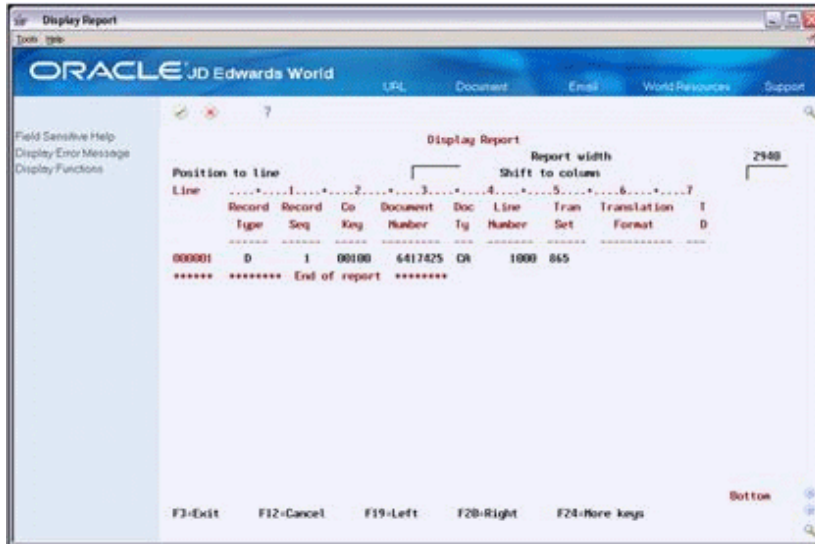 Display Report
Tools Help
ORACLE JD Edwards World
URL Document Email World Resources Support
?
Field Sensitive Help
Display Error Message
Display Functions
Display Report
Report width 2940
Position to line Shift to column
Line ....+....1....+....2....+....3....+....4....+....5....+....6....+....7
Record Record Co Document Doc Line Tran Translation T
Type Seq Key Number Ty Number Set Format D
------ ------ ----- -------- --- ------ ------ ----------- ---
000001 D 1 00100 6417425 CA 1000 865
****** ******** End of report ********
Bottom
F3=Exit F12=Cancel F19=Left F20=Right F24=More keys